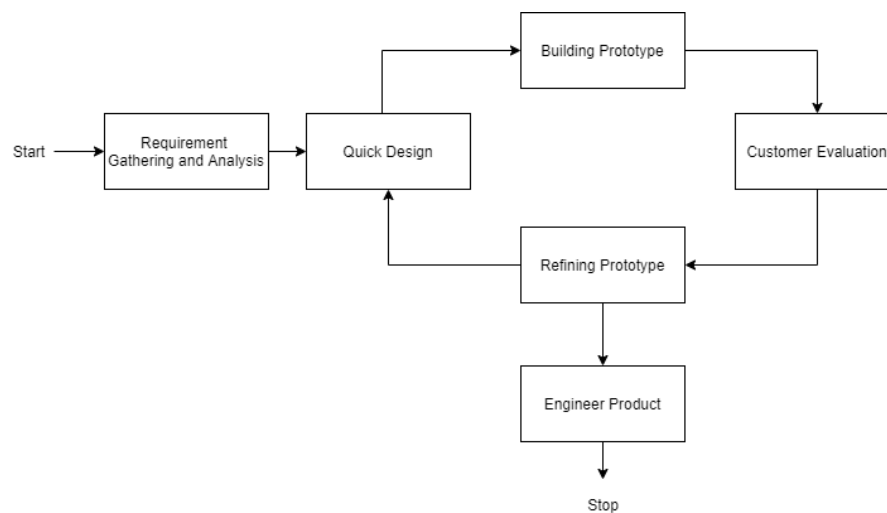 Building Prototype
Start
Requirement
Gathering and Analysis
Quick Design
Customer Evaluation
Refining Prototype
Engineer Product
Stop